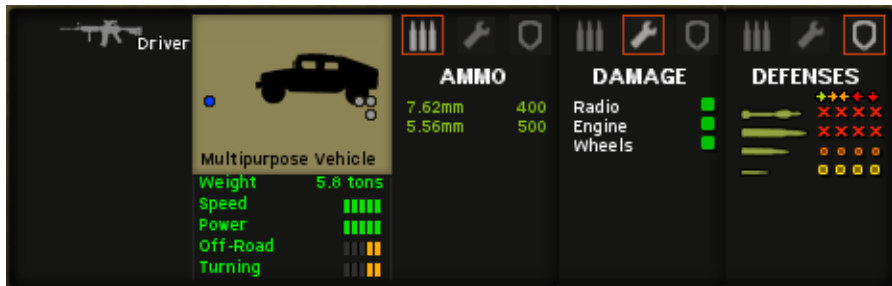 Driver
Multipurpose Vehicle
Weight 5.8 tons
Speed
Power
Off-Road
Turning
AMMO
7.62mm 400
5.56mm 500
DAMAGE
Radio
Engine
Wheels
DEFENSES